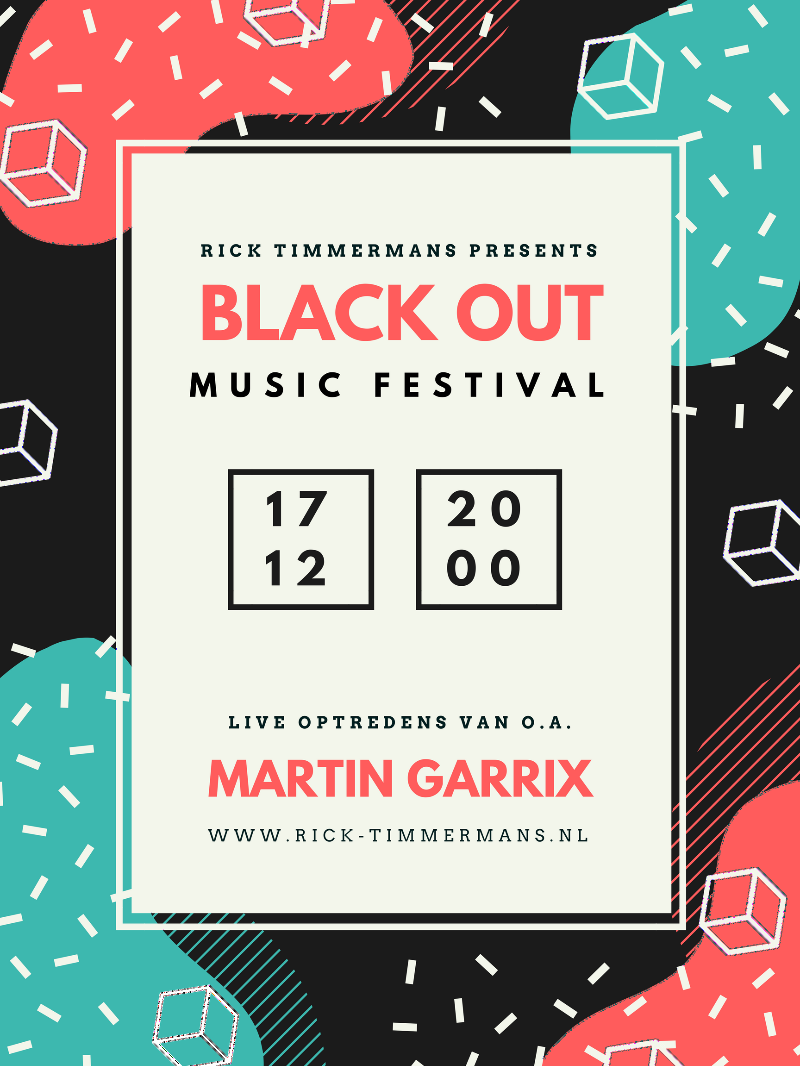 RICK TIMMERMANS PRESENTS
BLACK OUT
MUSIC FESTIVAL
17
12
20
00
LIVE OPTREDENS VAN O.A.
MARTIN GARRIX
WWW.RICK-TIMMERMANS.NL